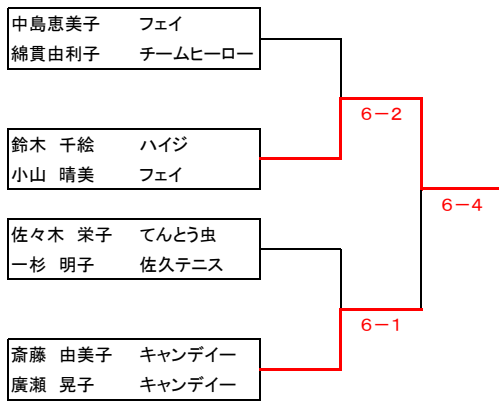 中島恵美子 フェイ
綿貫由利子 チームヒーロー
6－2
鈴木 千絵 ハイジ
小山 晴美 フェイ
6－4
佐々木 栄子 てんとう虫
一杉 明子 佐久テニス
6－1
斎藤 由美子 キャンデイー
廣瀬 晃子 キャンデイー